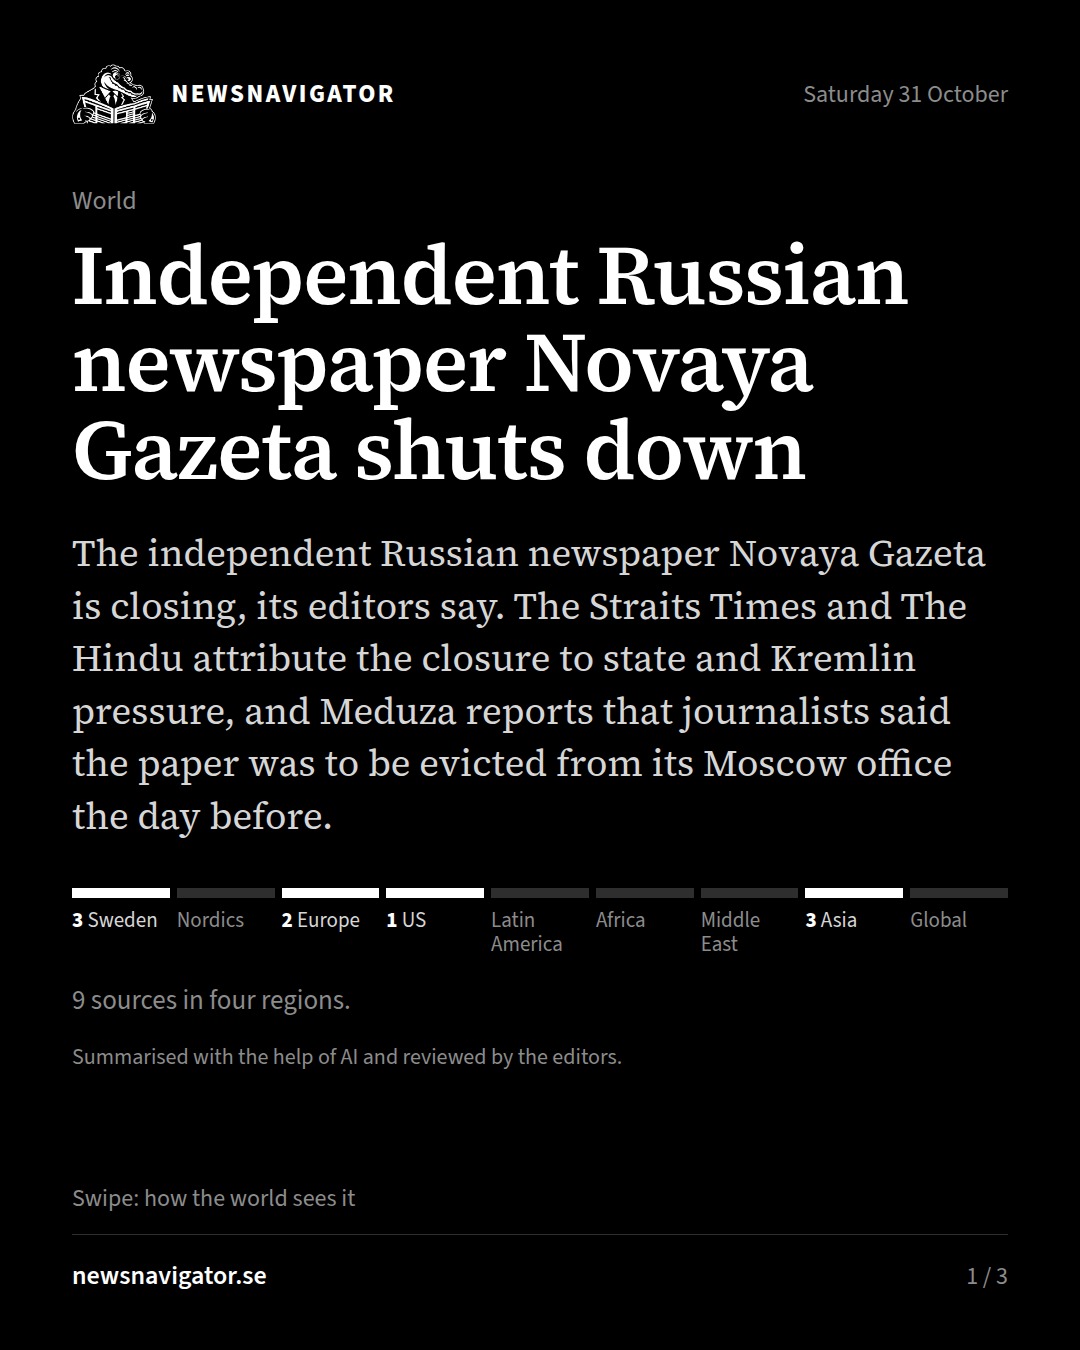 NEWSNAVIGATOR
Saturday 31 October
World
Independent Russian
newspaper Novaya
Gazeta shuts down
The independent Russian newspaper Novaya Gazeta
is closing, its editors say. The Straits Times and The
Hindu attribute the closure to state and Kremlin
pressure, and Meduza reports that journalists said
the paper was to be evicted from its Moscow office
the day before.
3 Sweden
Nordics
2 Europe
1 US
Latin
America
Africa
Middle
East
3 Asia
Global
9 sources in four regions.
Summarised with the help of AI and reviewed by the editors.
Swipe: how the world sees it
newsnavigator.se
1 / 3